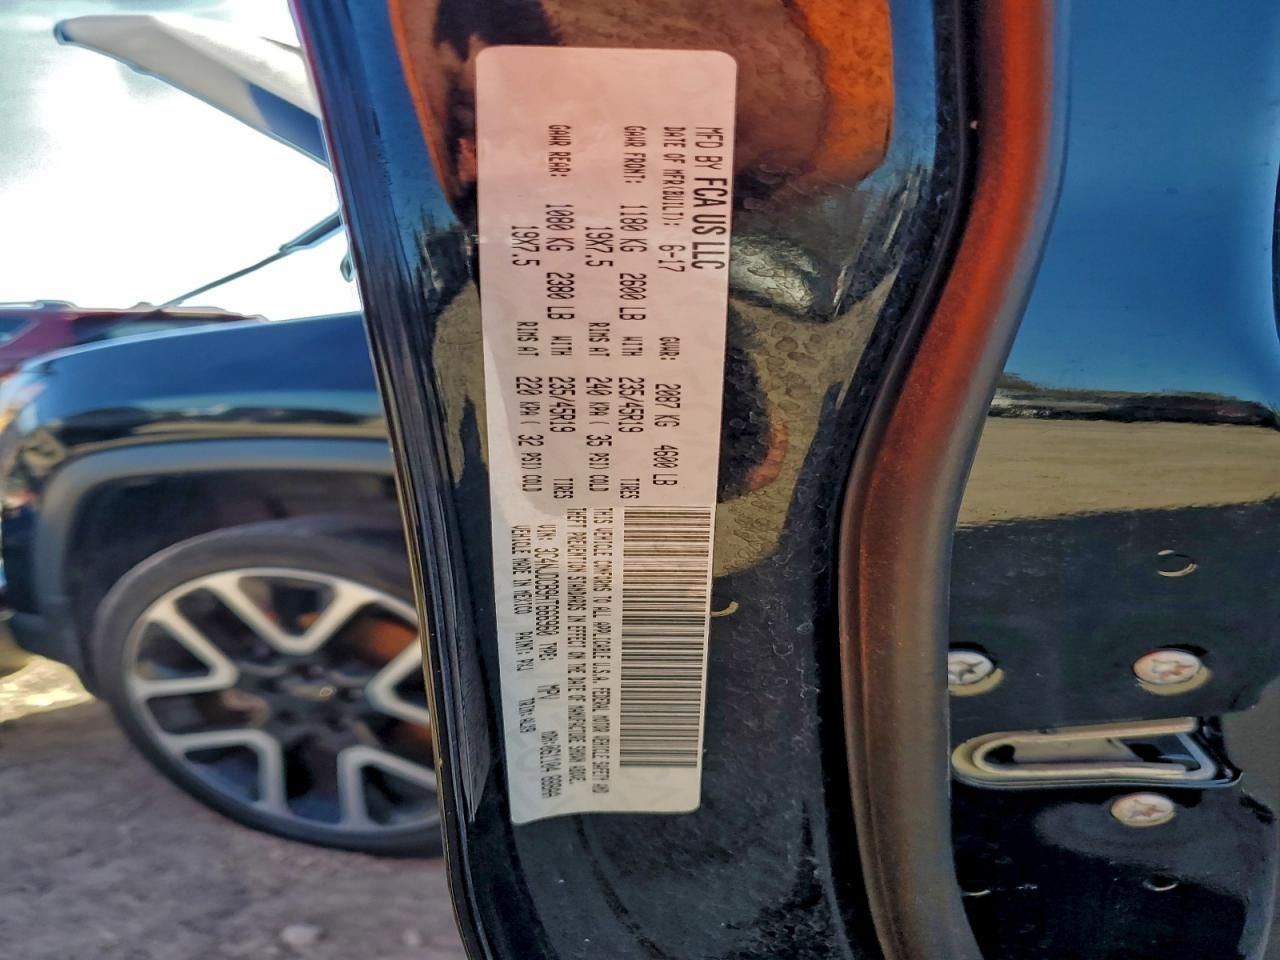 MFD BY FCA US LLC
DATE OF MFR(BUILT): 6-17 GVWR: 2087 KG 4600 LB
GAWR FRONT: 1180 KG 2600 LB WITH 235/45R19 TIRES
19X7.5 RIMS AT 240 KPA( 35 PSI) COLD
GAWR REAR: 1080 KG 2380 LB WITH 235/45R19 TIRES
19X7.5 RIMS AT 220 KPA( 32 PSI) COLD
THIS VEHICLE CONFORMS TO ALL APPLICABLE U.S.A. FEDERAL MOTOR VEHICLE SAFETY AND
THEFT PREVENTION STANDARDS IN EFFECT ON THE DATE OF MANUFACTURE SHOWN ABOVE.
VIN: TYPE: MPV
VEHICLE MADE IN MEXICO PAINT: TRIM: